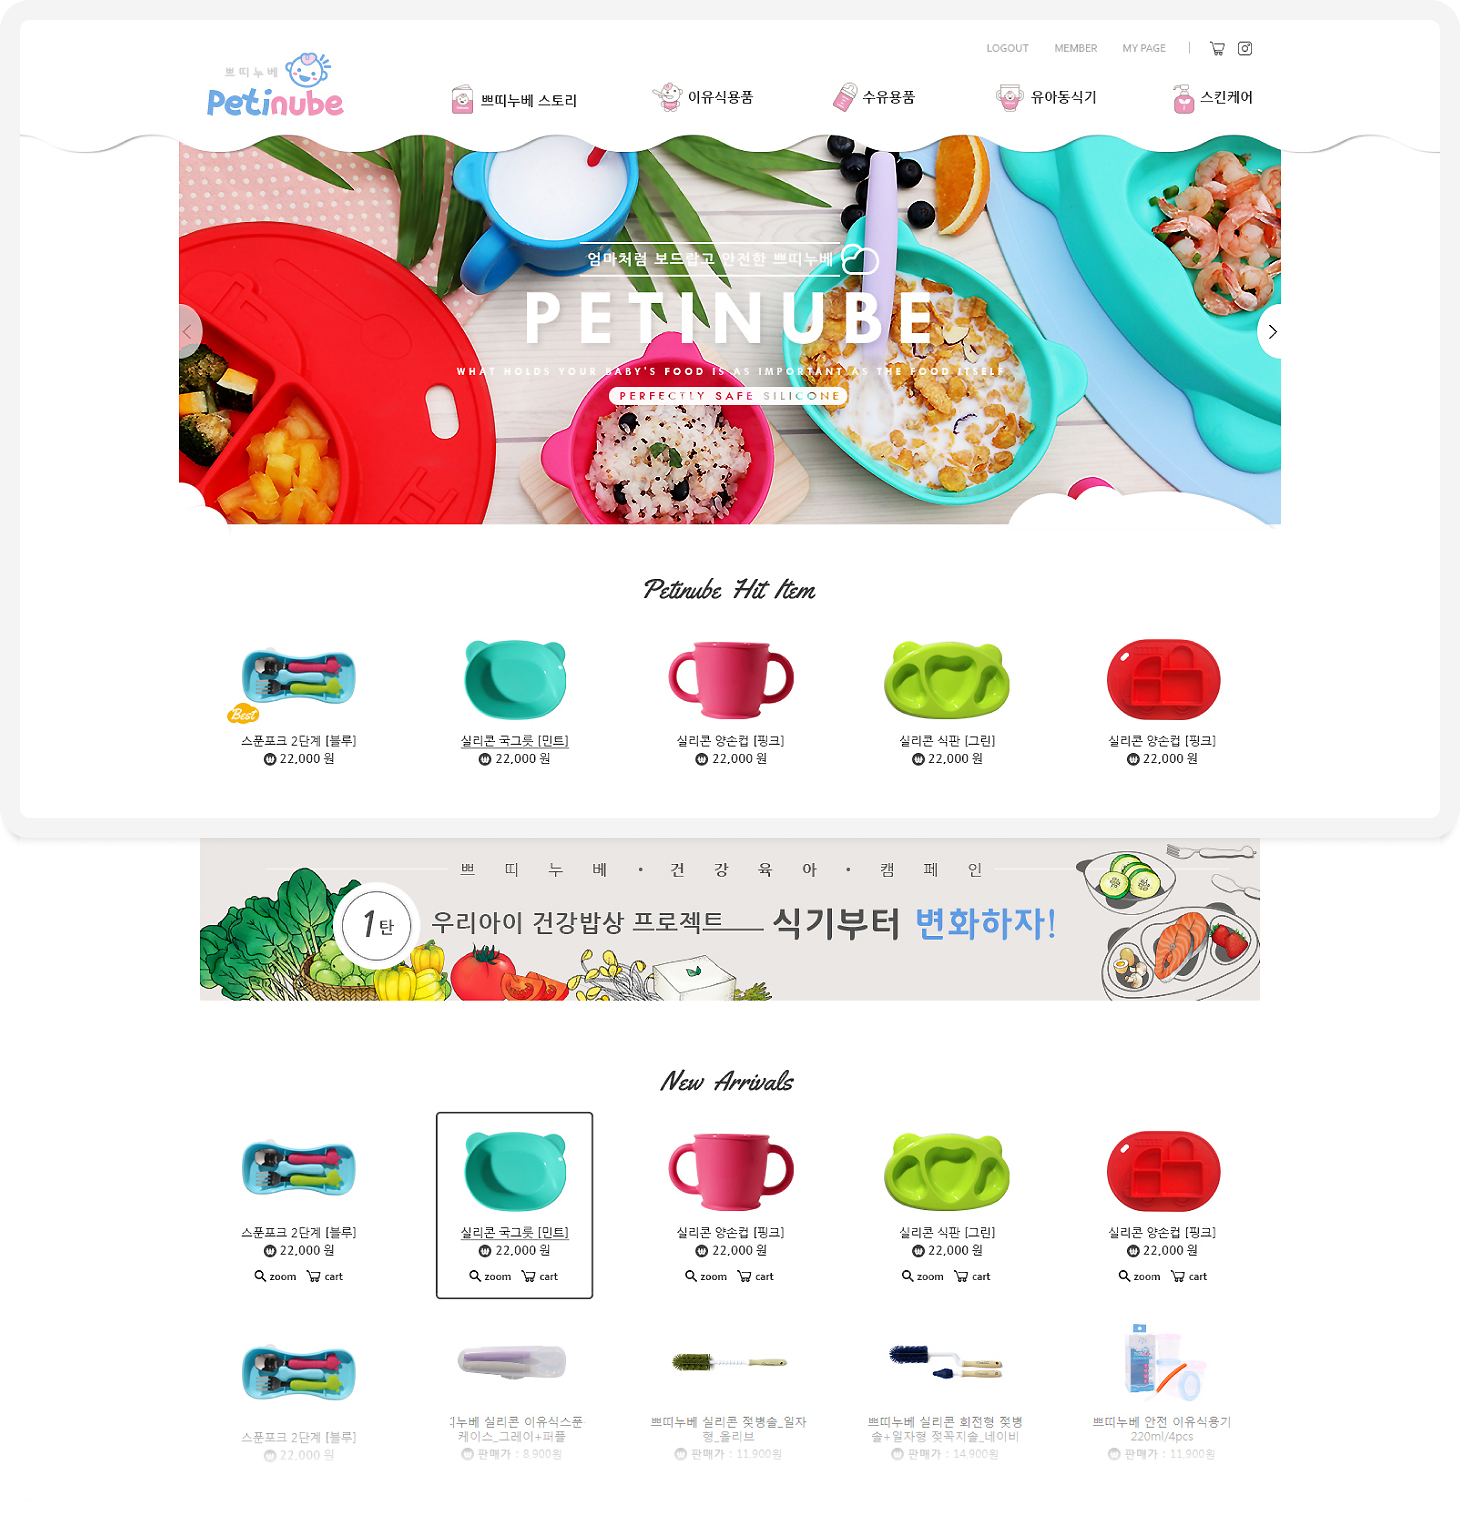 LOGOUT MEMBER MY PAGE
쁘띠누베
Petinube
쁘띠누베 스토리 이유식용품 수유용품 유아동식기 스킨케어
엄마처럼 보드랍고 안전한 쁘띠누베
PETINUBE
WHAT HOLDS YOUR BABY'S FOOD IS AS IMPORTANT AS THE FOOD ITSELF
PERFECTLY SAFE SILICONE
Petinube Hit Item
Best
스푼포크 2단계 [블루] 실리콘 국그릇 [민트] 실리콘 양손컵 [핑크] 실리콘 식판 [그린] 실리콘 양손컵 [핑크]
22,000 원 22,000 원 22,000 원 22,000 원 22,000 원
쁘띠누베 • 건강육아 • 캠페인
1탄 우리아이 건강밥상 프로젝트 식기부터 변화하자!
New Arrivals
스푼포크 2단계 [블루] 실리콘 국그릇 [민트] 실리콘 양손컵 [핑크] 실리콘 식판 [그린] 실리콘 양손컵 [핑크]
22,000 원 22,000 원 22,000 원 22,000 원 22,000 원
zoom cart zoom cart zoom cart zoom cart zoom cart
스푼포크 2단계 [블루]
22,000 원
누베 실리콘 이유식스푼
케이스_그레이+퍼플
판매가 : 8,900원
쁘띠누베 실리콘 젖병솔_일자
형_올리브
판매가 : 11,900원
쁘띠누베 실리콘 회전형 젖병
솔+일자형 젖꼭지솔_네이비
판매가 : 14,900원
쁘띠누베 안전 이유식용기
220ml/4pcs
판매가 : 11,900원